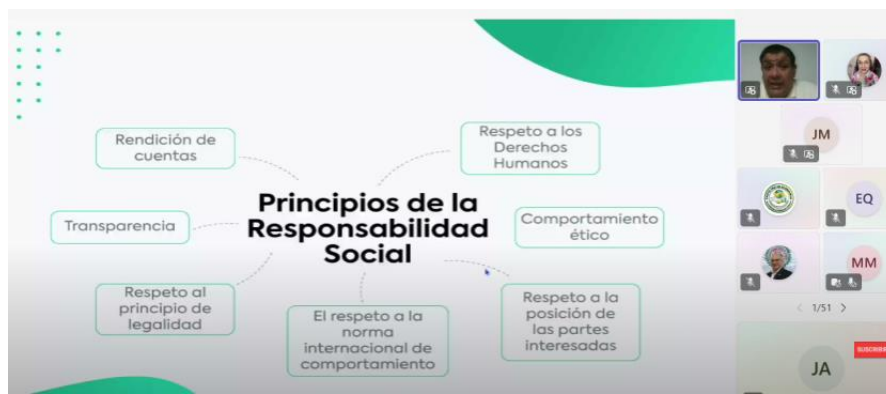 Rendición de
cuentas
Respeto a los
Derechos
Humanos
Principios de la
Responsabilidad
Social
Transparencia
Comportamiento
ético
Respeto al
principio de
legalidad
El respeto a la
norma
internacional de
comportamiento
Respeto a la
posición de
las partes
interesadas
JM
EQ
MM
1/51
JA